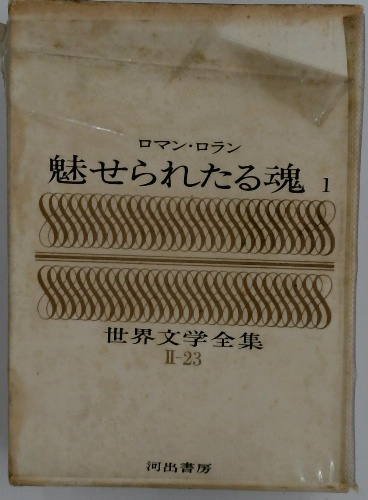 ロマン・ロラン
魅せられたる魂 1
世界文学全集
II-23
河出書房